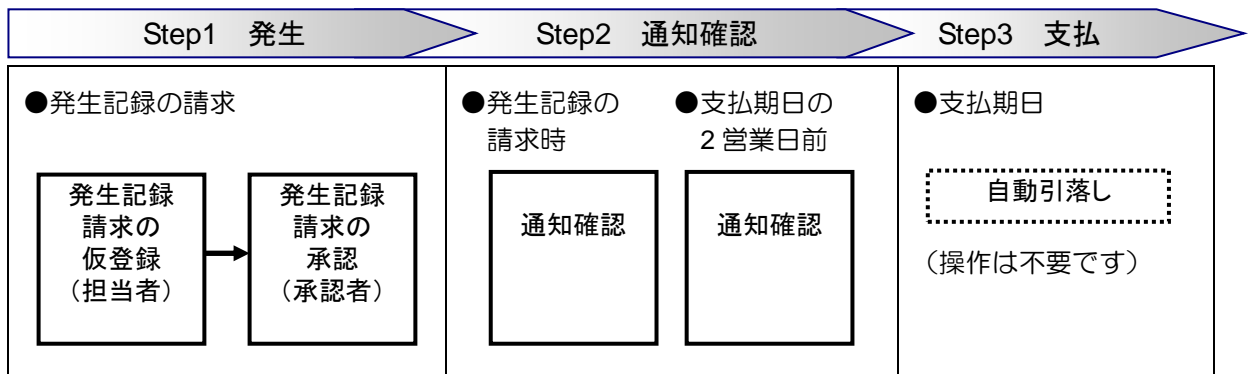 Step1 発生
Step2 通知確認
Step3 支払
●発生記録の請求
発生記録
請求の
仮登録
（担当者）
発生記録
請求の
承認
（承認者）
●発生記録の
請求時
通知確認
●支払期日の
2 営業日前
通知確認
●支払期日
自動引落し
（操作は不要です）